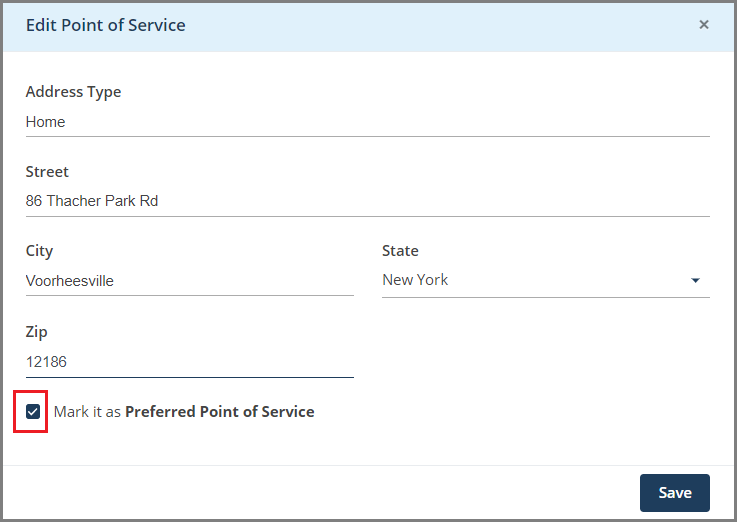 Edit Point of Service ×
Address Type
Home
Street
86 Thacher Park Rd
City State
Voorheesville New York
Zip
12186
Mark it as Preferred Point of Service
Save